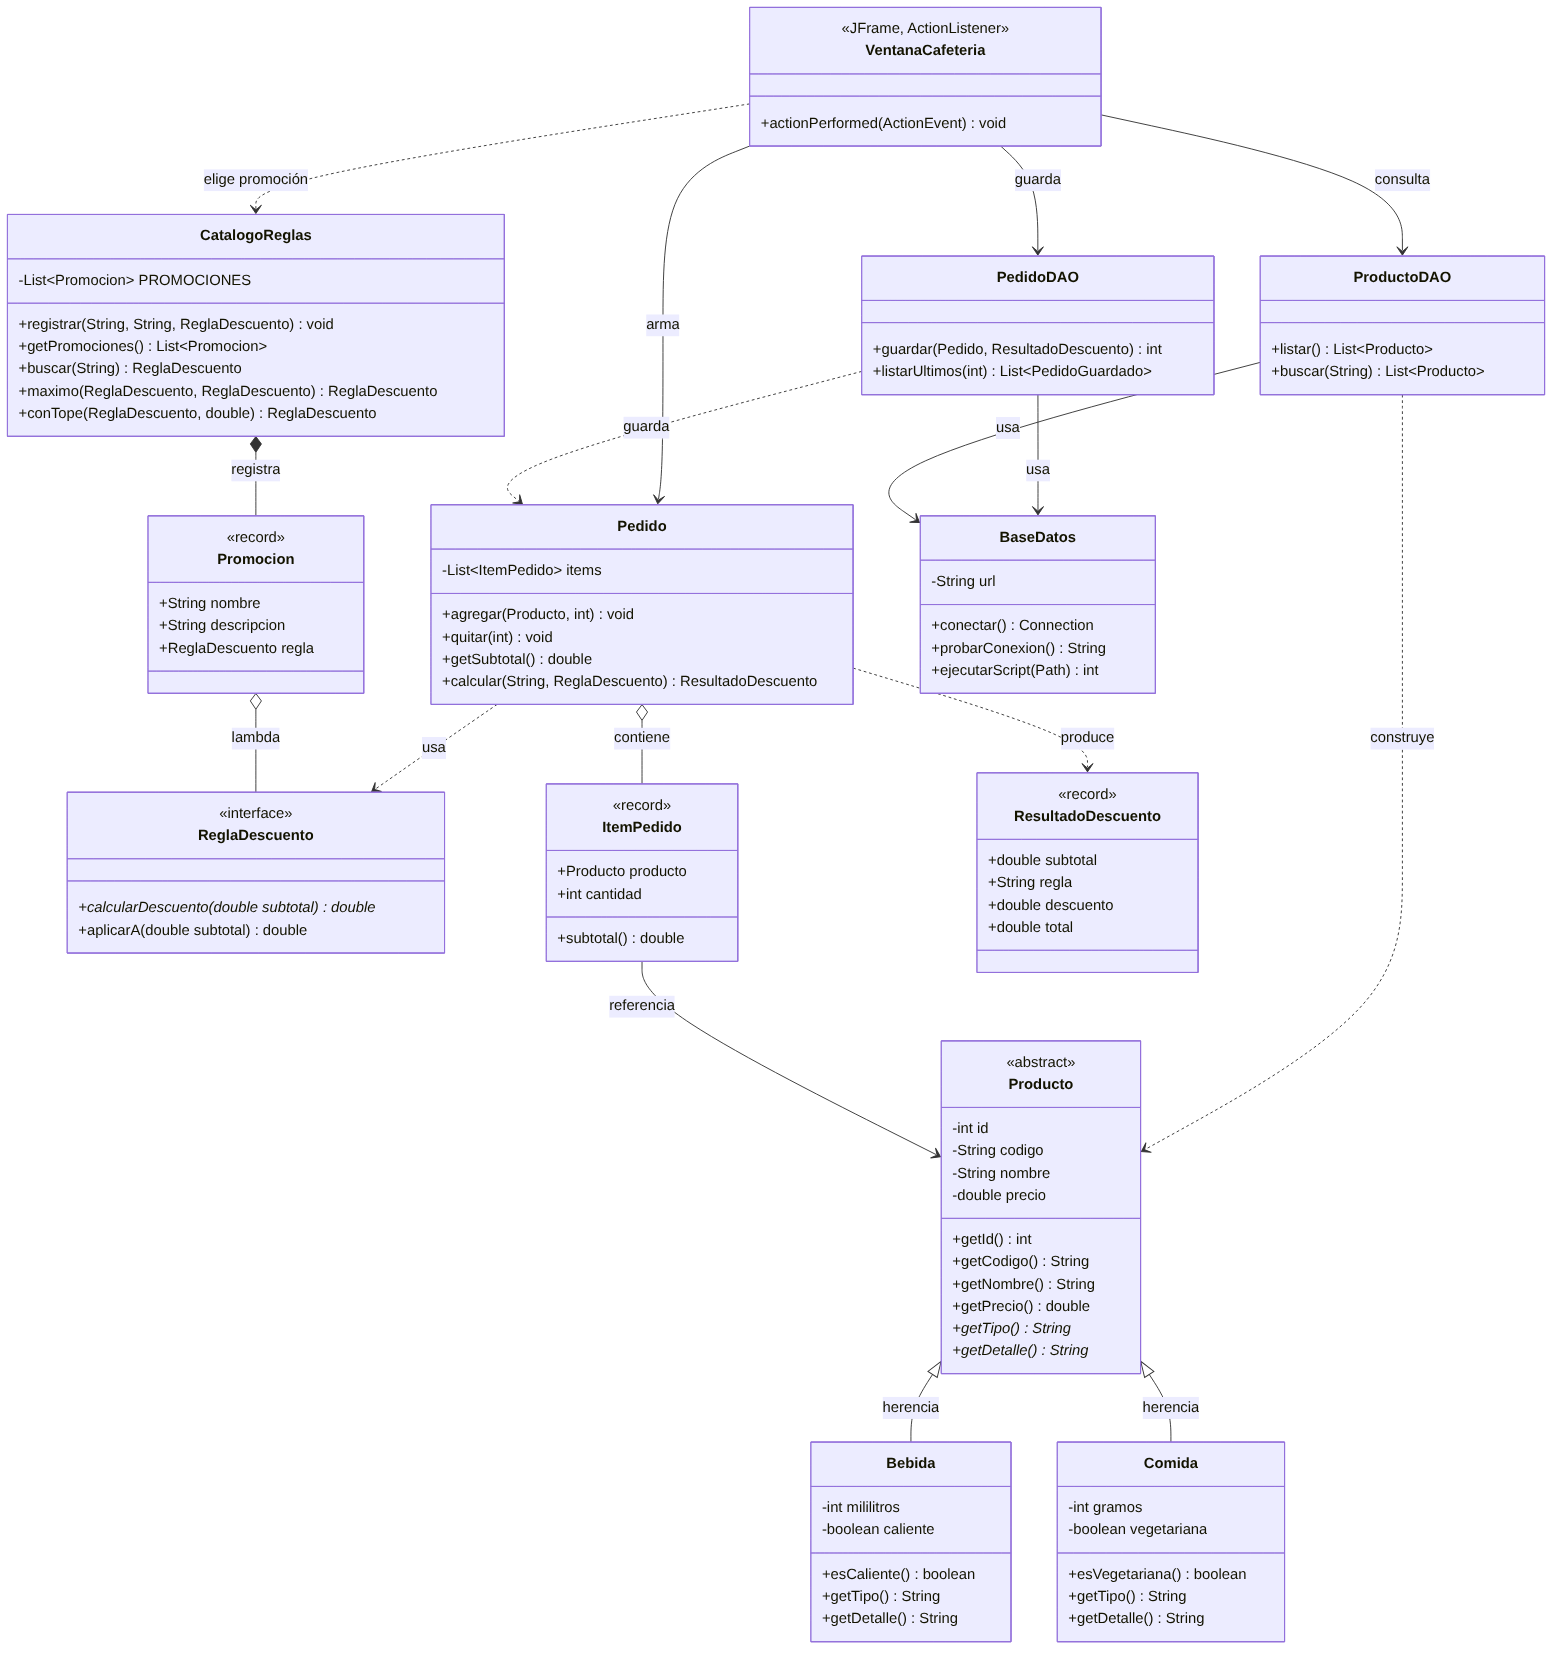 «JFrame, ActionListener»
VentanaCafeteria
+actionPerformed(ActionEvent) : void
elige promoción
guarda
consulta
CatalogoReglas
-List<Promocion> PROMOCIONES
+registrar(String, String, ReglaDescuento) : void
+getPromociones() : List<Promocion>
+buscar(String) : ReglaDescuento
+maximo(ReglaDescuento, ReglaDescuento) : ReglaDescuento
+conTope(ReglaDescuento, double) : ReglaDescuento
arma
PedidoDAO
+guardar(Pedido, ResultadoDescuento) : int
+listarUltimos(int) : List<PedidoGuardado>
ProductoDAO
+listar() : List<Producto>
+buscar(String) : List<Producto>
registra
guarda
usa
usa
«record»
Promocion
+String nombre
+String descripcion
+ReglaDescuento regla
Pedido
-List<ItemPedido> items
+agregar(Producto, int) : void
+quitar(int) : void
+getSubtotal() : double
+calcular(String, ReglaDescuento) : ResultadoDescuento
BaseDatos
-String url
+conectar() : Connection
+probarConexion() : String
+ejecutarScript(Path) : int
lambda
usa
contiene
produce
construye
«interface»
ReglaDescuento
+calcularDescuento(double subtotal) : double
+aplicarA(double subtotal) : double
«record»
ItemPedido
+Producto producto
+int cantidad
+subtotal() : double
«record»
ResultadoDescuento
+double subtotal
+String regla
+double descuento
+double total
referencia
«abstract»
Producto
-int id
-String codigo
-String nombre
-double precio
+getId() : int
+getCodigo() : String
+getNombre() : String
+getPrecio() : double
+getTipo() : String
+getDetalle() : String
herencia
herencia
Bebida
-int mililitros
-boolean caliente
+esCaliente() : boolean
+getTipo() : String
+getDetalle() : String
Comida
-int gramos
-boolean vegetariana
+esVegetariana() : boolean
+getTipo() : String
+getDetalle() : String